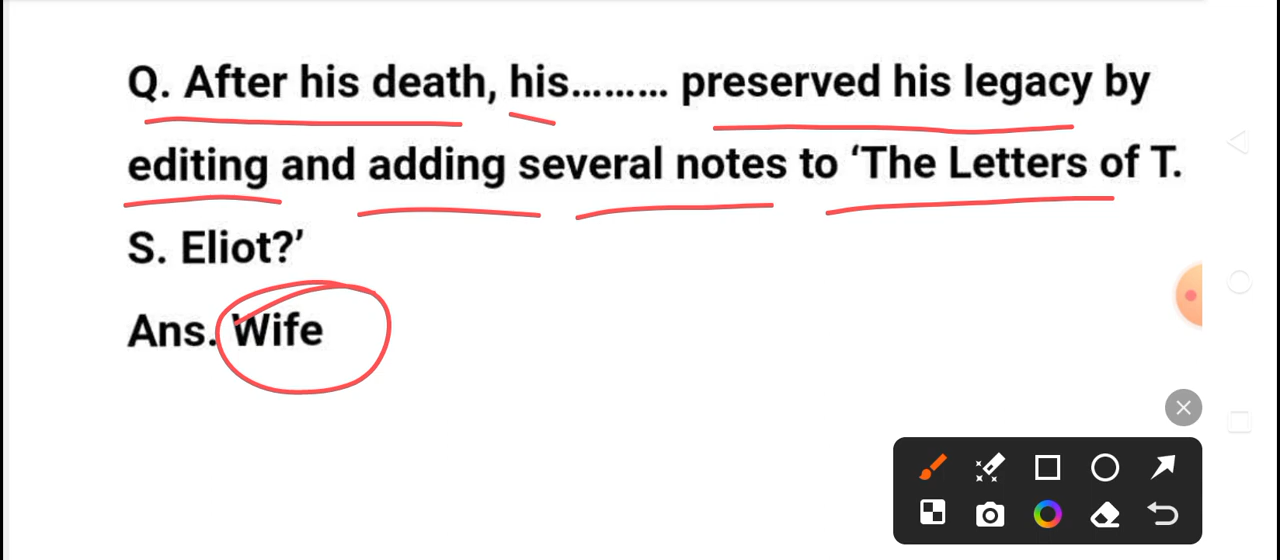 Q. After his death, his......... preserved his legacy by
editing and adding several notes to ‘The Letters of T.
S. Eliot?’
Ans. Wife